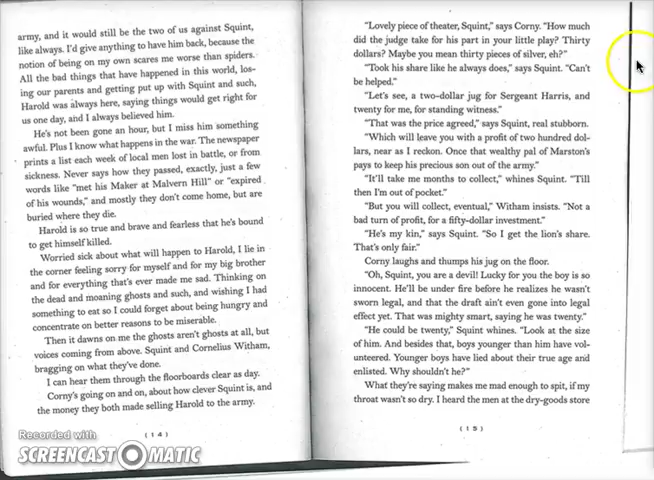 army, and it would still be the two of us against Squint,
like always. I'd give anything to have him back, because the
notion of being on my own scares me worse than spiders.
All the bad things that have happened in this world, los-
ing our parents and getting put up with Squint and such,
Harold was always here, saying things would get right for
us one day, and I always believed him.
He's not been gone an hour, but I miss him something
awful. Plus I know what happens in the war. The newspaper
prints a list each week of local men lost in battle, or from
sickness. Never says how they passed, exactly, just a few
words like "met his Maker at Malvern Hill" or "expired
of his wounds," and mostly they don't come home, but are
buried where they die.
Harold is so true and brave and fearless that he's bound
to get himself killed.
Worried sick about what will happen to Harold, I lie in
the corner feeling sorry for myself and for my big brother
and for everything that's ever made me sad. Thinking on
the dead and moaning ghosts and such, and wishing I had
something to eat so I could forget about being hungry and
concentrate on better reasons to be miserable.
Then it dawns on me the ghosts aren't ghosts at all, but
voices coming from above. Squint and Cornelius Witham,
bragging on what they've done.
I can hear them through the floorboards clear as day.
Corny's going on and on, about how clever Squint is, and
the money they both made selling Harold to the army.
(14)
Recorded with
SCREENCAST MATIC
"Lovely piece of theater, Squint," says Corny. "How much
did the judge take for his part in your little play? Thirty
dollars? Maybe you mean thirty pieces of silver, eh?"
"Took his share like he always does," says Squint. "Can't
be helped."
"Let's see, a two-dollar jug for Sergeant Harris, and
twenty for me, for standing witness."
"That was the price agreed," says Squint, real stubborn.
"Which will leave you with a profit of two hundred dol-
lars, near as I reckon. Once that wealthy pal of Marston's
pays to keep his precious son out of the army."
"It'll take me months to collect," whines Squint. "Till
then I'm out of pocket."
"But you will collect, eventual," Witham insists. "Not a
bad turn of profit, for a fifty-dollar investment."
"He's my kin," says Squint. "So I get the lion's share.
That's only fair."
Corny laughs and thumps his jug on the floor.
"Oh, Squint, you are a devil! Lucky for you the boy is so
innocent. He'll be under fire before he realizes he wasn't
sworn legal, and that the draft ain't even gone into legal
effect yet. That was mighty smart, saying he was twenty."
"He could be twenty," Squint whines. "Look at the size
of him. And besides that, boys younger than him have vol-
unteered. Younger boys have lied about their true age and
enlisted. Why shouldn't he?"
What they're saying makes me mad enough to spit, if my
throat wasn't so dry. I heard the men at the dry-goods store
(15)